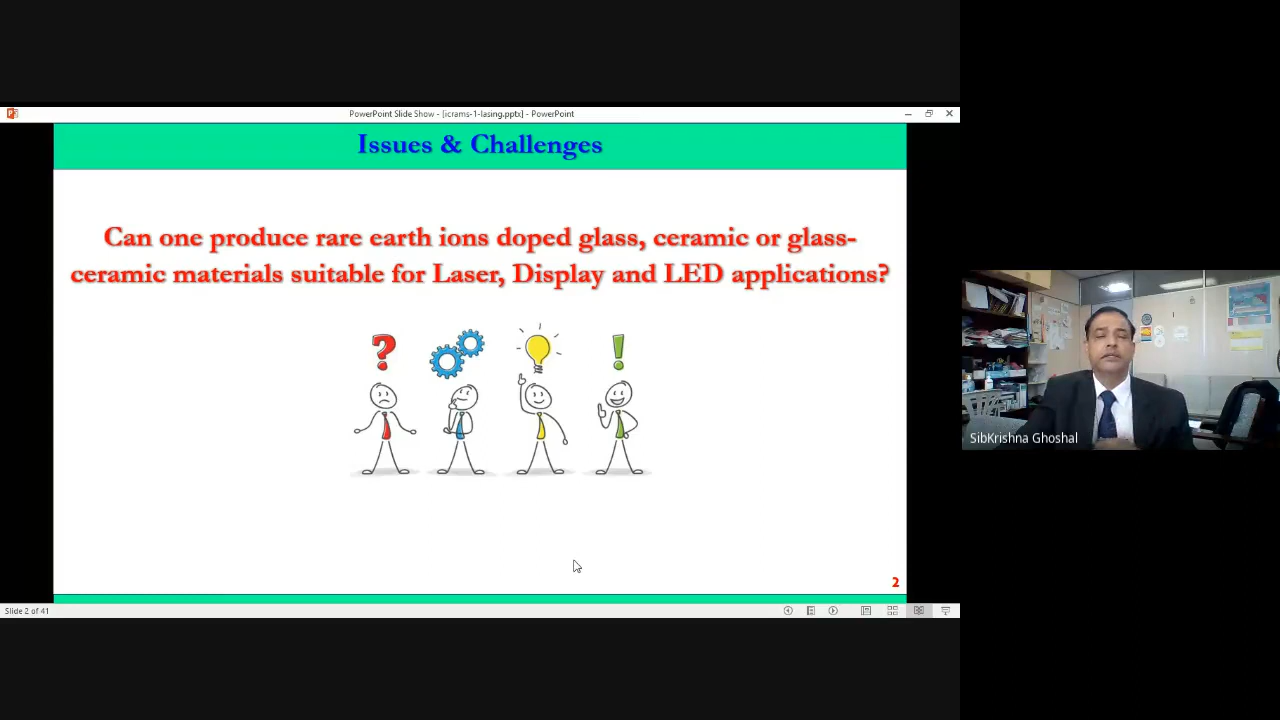 PowerPoint Slide Show - [icrams-1-lasing.pptx] - PowerPoint
Issues & Challenges
Can one produce rare earth ions doped glass, ceramic or glass-
ceramic materials suitable for Laser, Display and LED applications?
?
!
2
Slide 2 of 41
SibKrishna Ghoshal